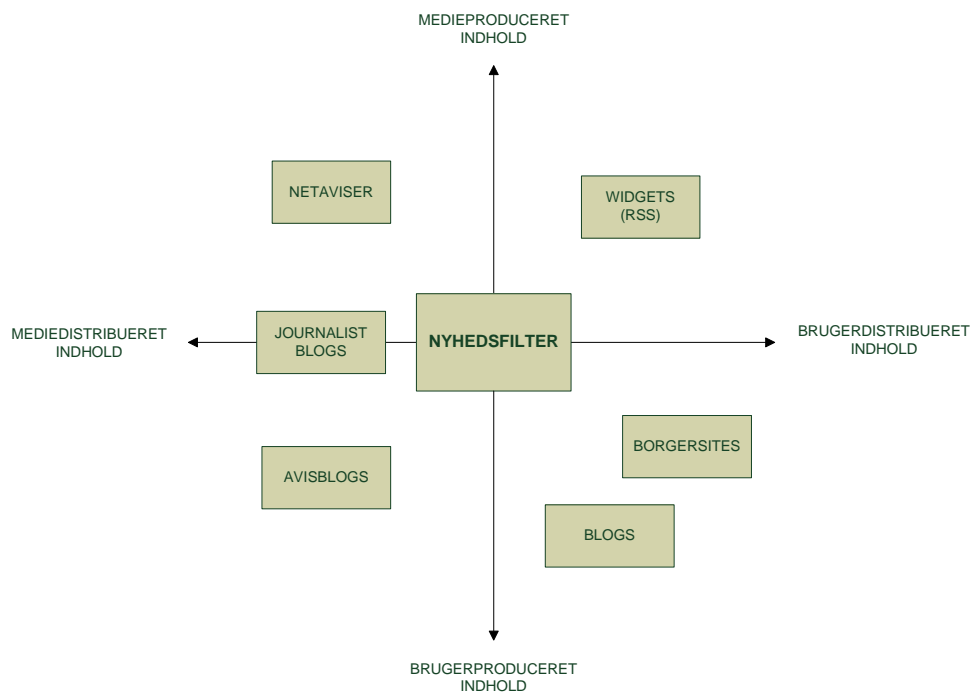 MEDIEPRODUCERET
INDHOLD
NETAVISER
WIDGETS
(RSS)
MEDIEDISTRIBUERET
INDHOLD
JOURNALIST
BLOGS
NYHEDSFILTER
BRUGERDISTRIBUERET
INDHOLD
AVISBLOGS
BORGERSITES
BLOGS
BRUGERPRODUCERET
INDHOLD